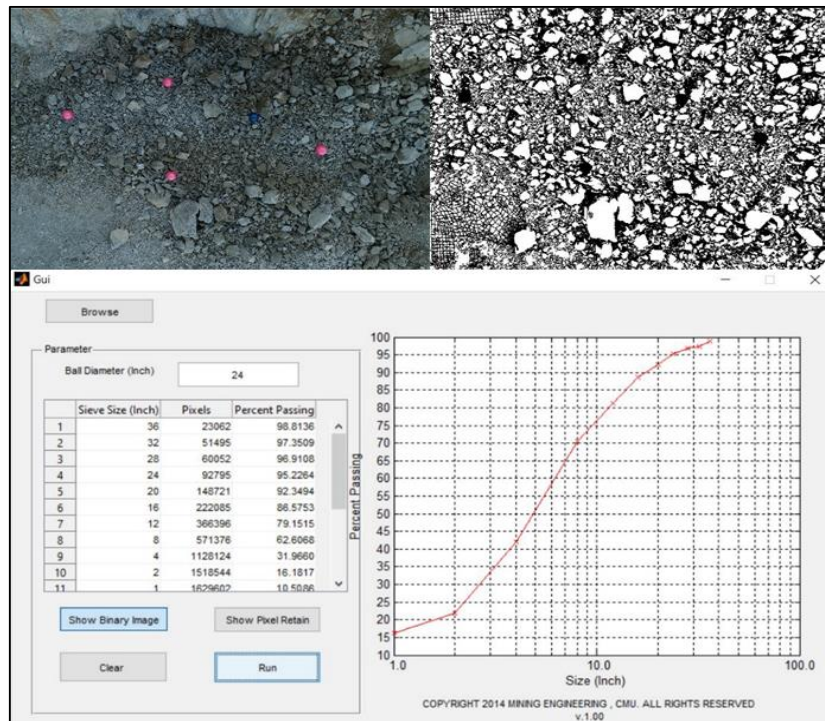 Gui
Browse
Parameter
Ball Diameter (Inch) 24
Sieve Size (Inch) Pixels Percent Passing
1 36 23062 98.8136
2 32 51495 97.3509
3 28 60052 96.9108
4 24 92795 95.2264
5 20 148721 92.3494
6 16 222085 86.5753
7 12 366396 79.1515
8 8 571376 62.6068
9 4 1128124 31.9660
10 2 1518544 16.1817
11 1 1629602 10.5086
Show Binary Image Show Pixel Retain
Clear Run
Percent Passing
100
95
90
85
80
75
70
65
60
55
50
45
40
35
30
25
20
15
10
1.0 10.0 100.0
Size (Inch)
COPYRIGHT 2014 MINING ENGINEERING , CMU. ALL RIGHTS RESERVED
v.1.00